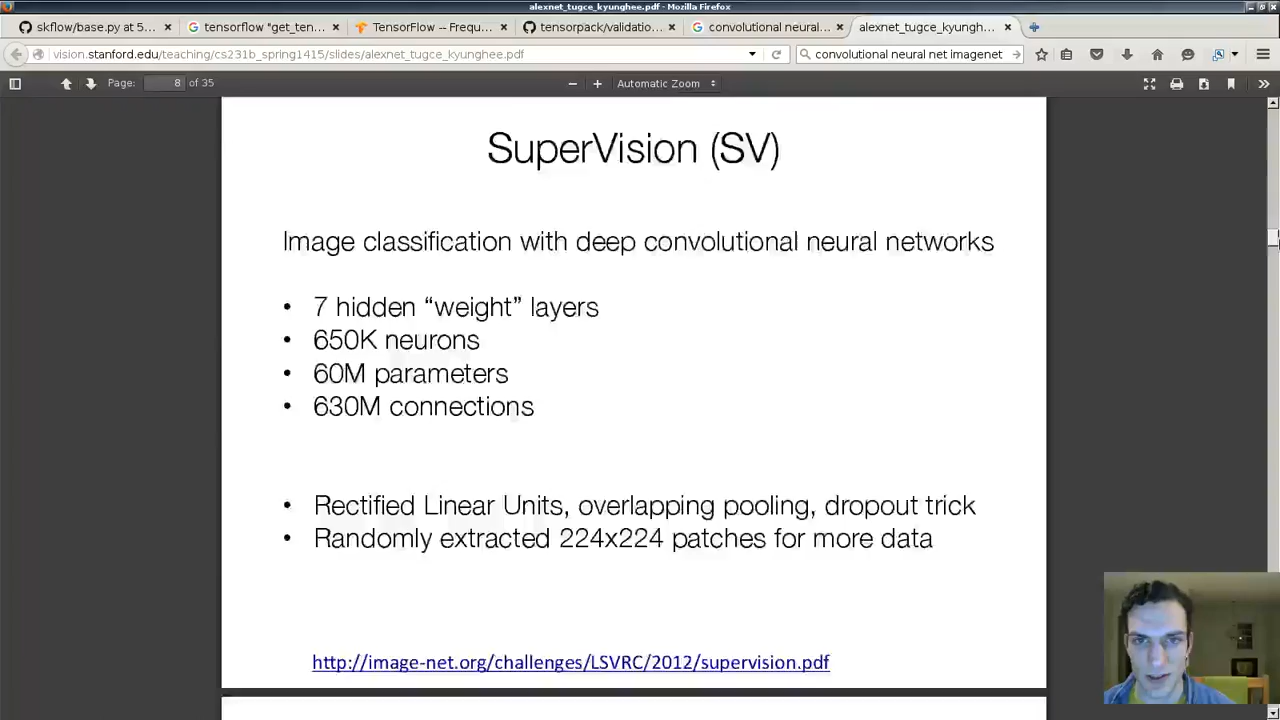 alexnet_tugce_kyunghee.pdf - Mozilla Firefox
skflow/base.py at 5... × tensorflow "get_ten... × TensorFlow -- Frequ... × tensorpack/validatio... × convolutional neural... × alexnet_tugce_kyungh... ×
vision.stanford.edu/teaching/cs231b_spring1415/slides/alexnet_tugce_kyunghee.pdf convolutional neural net imagenet
Page: 8 of 35 Automatic Zoom
SuperVision (SV)
Image classification with deep convolutional neural networks
• 7 hidden “weight” layers
• 650K neurons
• 60M parameters
• 630M connections
• Rectified Linear Units, overlapping pooling, dropout trick
• Randomly extracted 224x224 patches for more data
http://image-net.org/challenges/LSVRC/2012/supervision.pdf